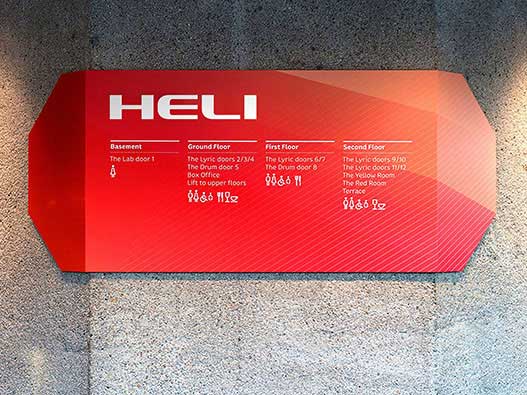 HELI
Basement
The Lab door 1
Ground Floor
The Lyric doors 2/3/4
The Drum door 5
Box Office
Lift to upper floors
First Floor
The Lyric doors 6/7
The Drum door 8
Second Floor
The Lyric doors 9/10
The Lyric doors 11/12
The Yellow Room
The Red Room
Terrace